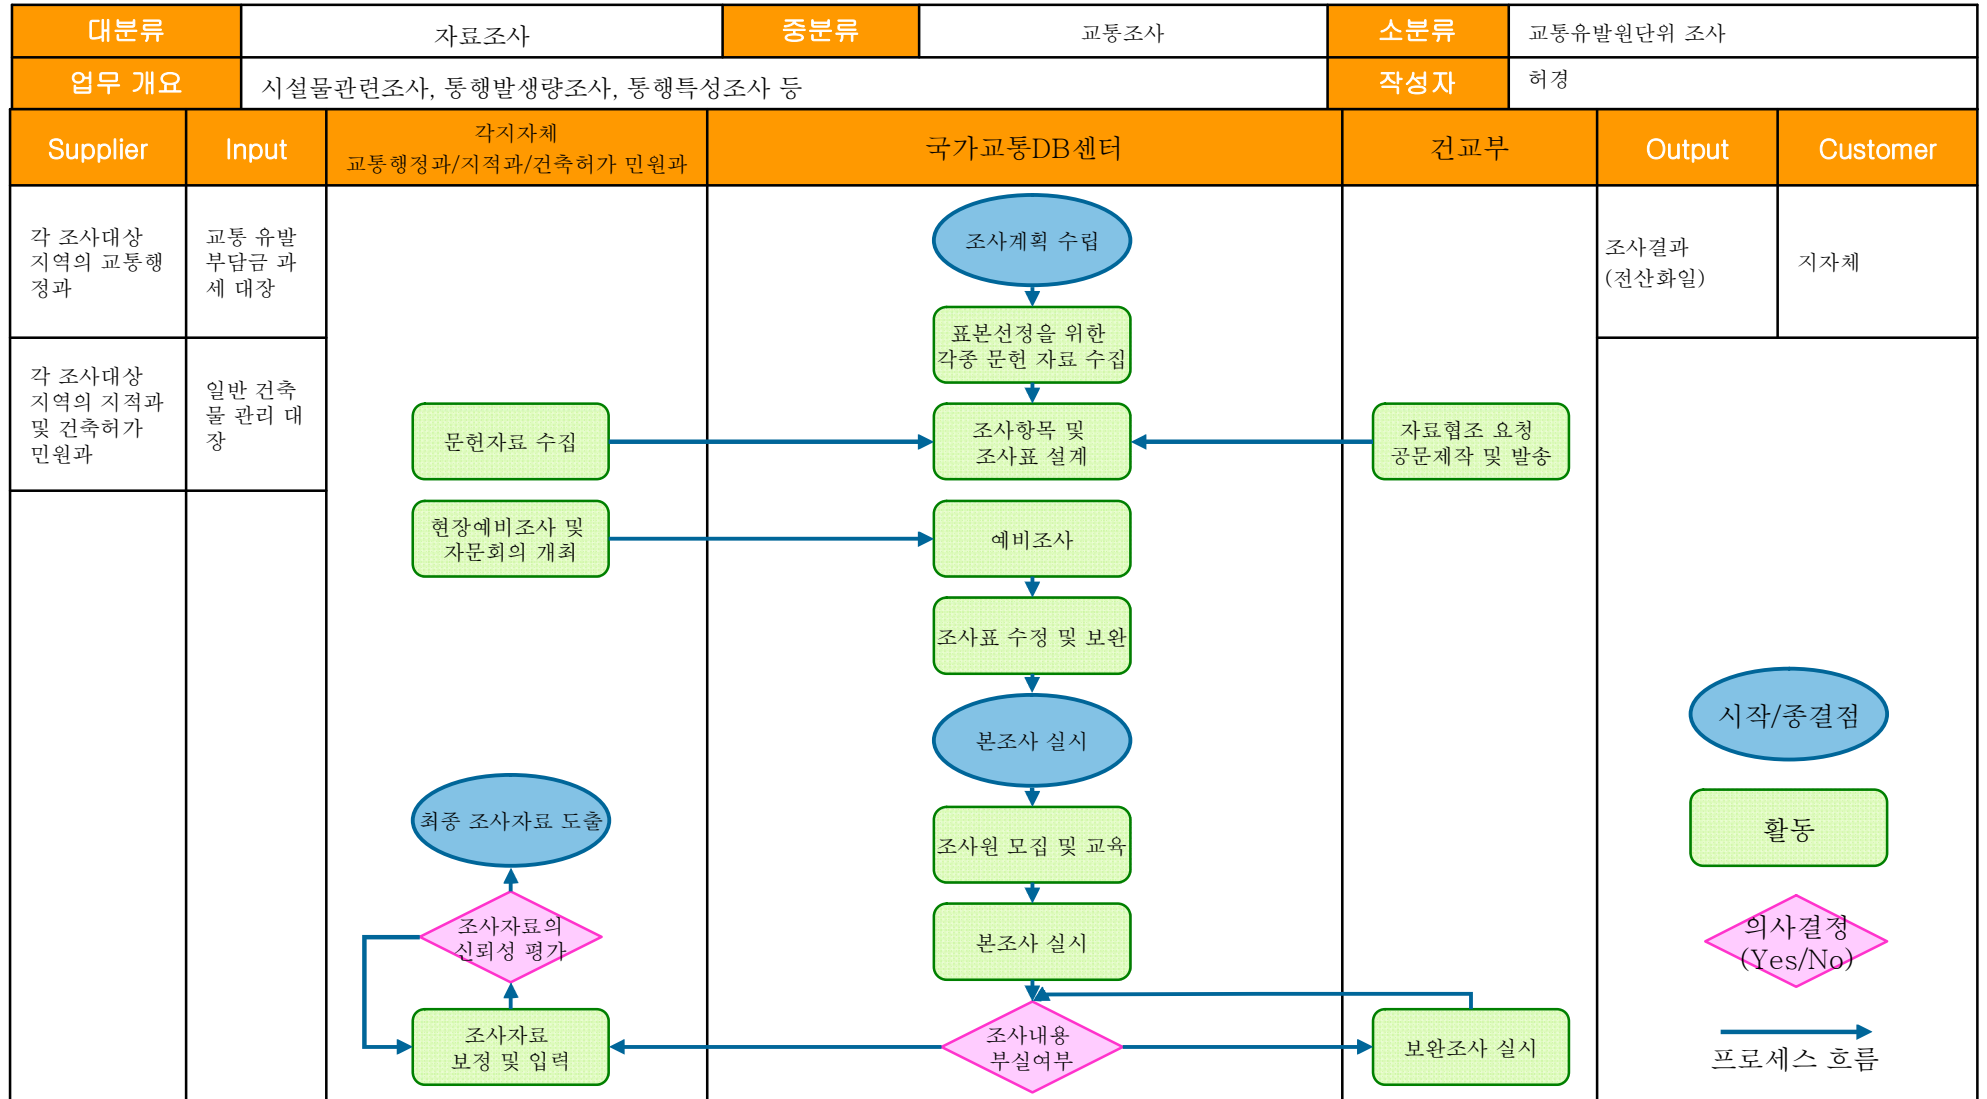 대분류
자료조사
중분류
교통조사
소분류
교통유발원단위 조사
업무 개요
시설물관련조사, 통행발생량조사, 통행특성조사 등
작성자
허경
Supplier
Input
각지자체
교통행정과/지적과/건축허가 민원과
국가교통DB센터
건교부
Output
Customer
각 조사대상
지역의 교통행
정과
교통 유발
부담금 과
세 대장
조사계획 수립
조사결과
(전산화일)
지자체
표본선정을 위한
각종 문헌 자료 수집
각 조사대상
지역의 지적과
및 건축허가
민원과
일반 건축
물 관리 대
장
문헌자료 수집
조사항목 및
조사표 설계
자료협조 요청
공문제작 및 발송
현장예비조사 및
자문회의 개최
예비조사
조사표 수정 및 보완
본조사 실시
시작/종결점
최종 조사자료 도출
조사원 모집 및 교육
활동
조사자료의
신뢰성 평가
본조사 실시
의사결정
(Yes/No)
조사자료
보정 및 입력
조사내용
부실여부
보완조사 실시
프로세스 흐름